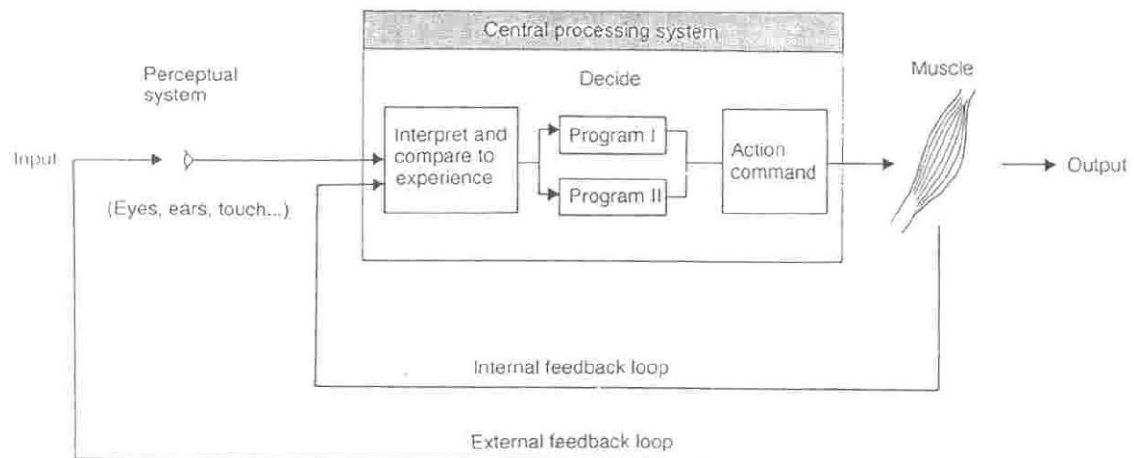 Central processing system
Perceptual
system
Decide
Muscle
Input
Interpret and
compare to
experience
Program I
Program II
Action
command
Output
(Eyes, ears, touch...)
Internal feedback loop
External feedback loop